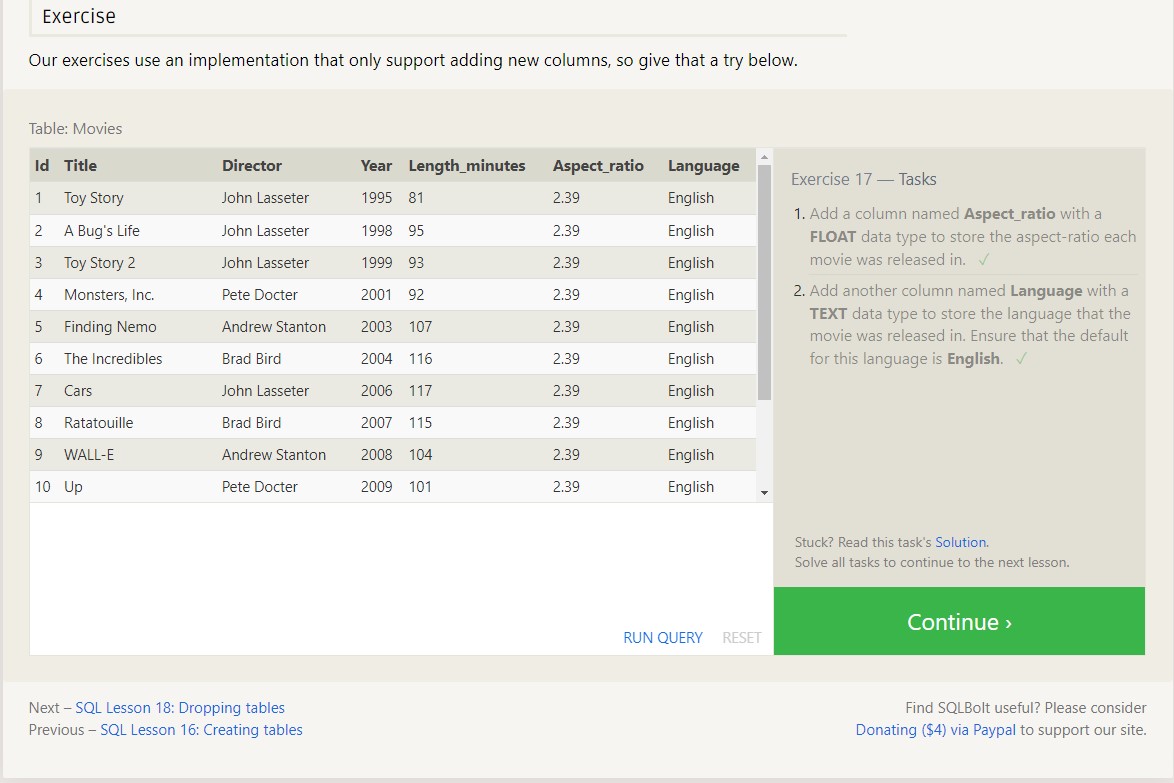 Exercise
Our exercises use an implementation that only support adding new columns, so give that a try below.
Table: Movies
Id Title Director Year Length_minutes Aspect_ratio Language
1 Toy Story John Lasseter 1995 81 2.39 English
2 A Bug's Life John Lasseter 1998 95 2.39 English
3 Toy Story 2 John Lasseter 1999 93 2.39 English
4 Monsters, Inc. Pete Docter 2001 92 2.39 English
5 Finding Nemo Andrew Stanton 2003 107 2.39 English
6 The Incredibles Brad Bird 2004 116 2.39 English
7 Cars John Lasseter 2006 117 2.39 English
8 Ratatouille Brad Bird 2007 115 2.39 English
9 WALL-E Andrew Stanton 2008 104 2.39 English
10 Up Pete Docter 2009 101 2.39 English
RUN QUERY RESET
Exercise 17 — Tasks
1. Add a column named Aspect_ratio with a
FLOAT data type to store the aspect-ratio each
movie was released in. ✓
2. Add another column named Language with a
TEXT data type to store the language that the
movie was released in. Ensure that the default
for this language is English. ✓
Stuck? Read this task's Solution.
Solve all tasks to continue to the next lesson.
Continue ›
Next – SQL Lesson 18: Dropping tables
Previous – SQL Lesson 16: Creating tables
Find SQLBolt useful? Please consider
Donating ($4) via Paypal to support our site.